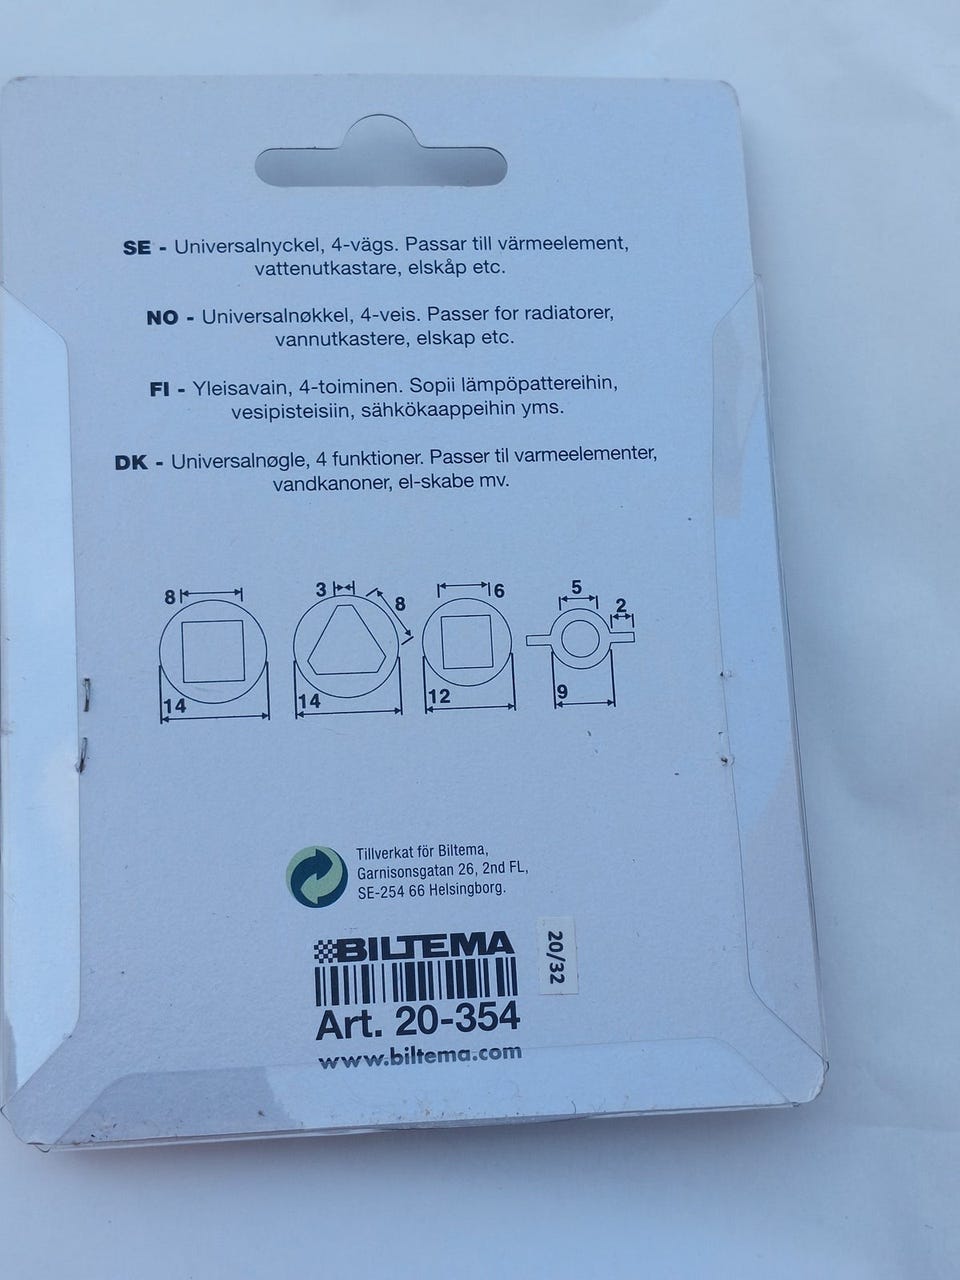 SE - Universalnyckel, 4-vägs. Passar till värmeelement,
vattenutkastare, elskåp etc.
NO - Universalnøkkel, 4-veis. Passer for radiatorer,
vannutkastere, elskap etc.
FI - Yleisavain, 4-toiminen. Sopii lämpöpattereihin,
vesipisteisiin, sähkökaappeihin yms.
DK - Universalnøgle, 4 funktioner. Passer til varmeelementer,
vandkanoner, el-skabe mv.
8 3 8 6 5 2
14 14 12 9
Tillverkat för Biltema,
Garnisonsgatan 26, 2nd FL,
SE-254 66 Helsingborg.
BILTEMA
20/32
Art. 20-354
www.biltema.com